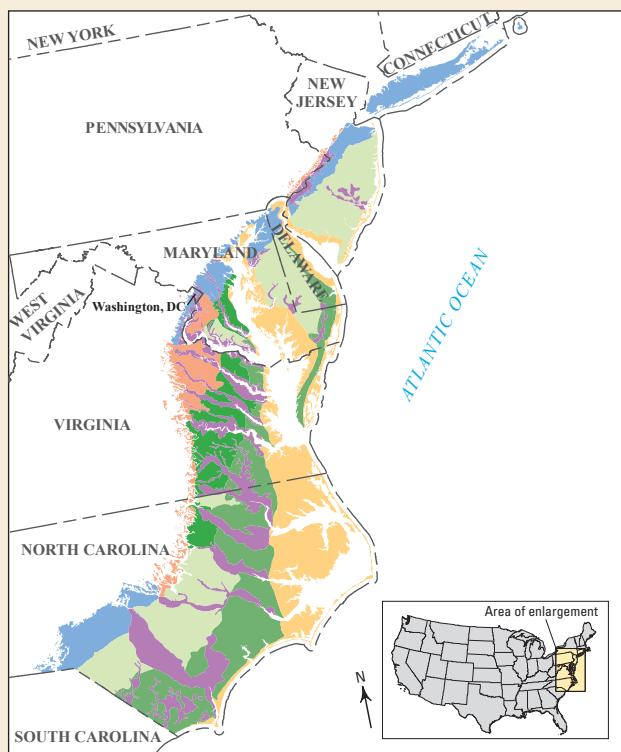 NEW YORK
CONNECTICUT
NEW
JERSEY
PENNSYLVANIA
MARYLAND
DELAWARE
WEST
VIRGINIA
Washington, DC
ATLANTIC OCEAN
VIRGINIA
NORTH CAROLINA
SOUTH CAROLINA
N
Area of enlargement